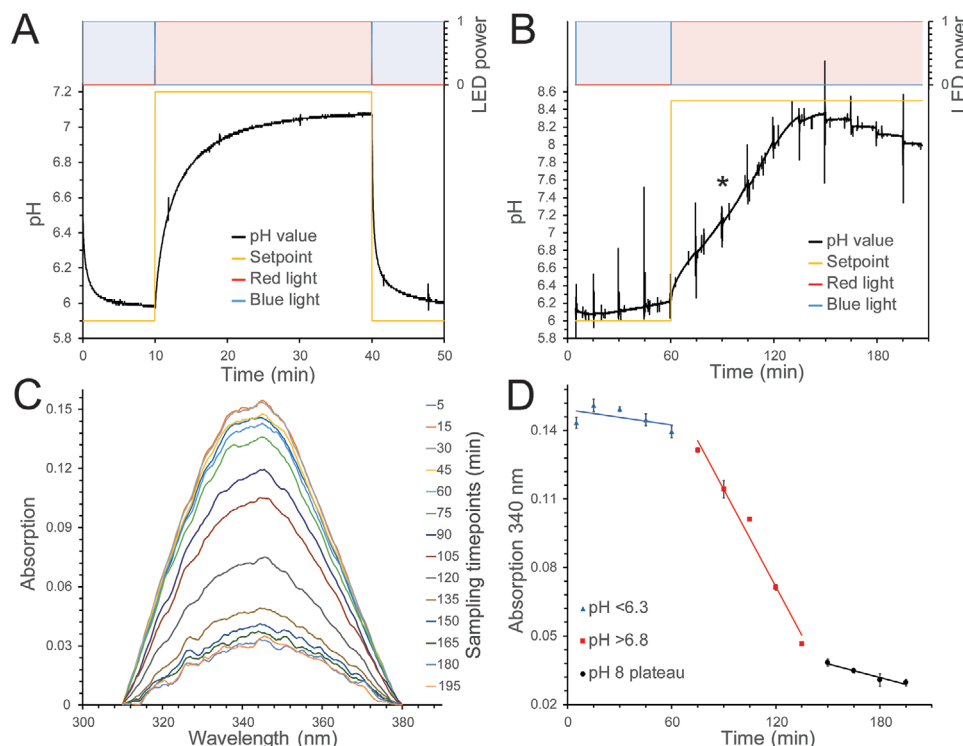 A
1
0
LED power
7.2
7
6.8
6.6
6.4
6.2
6
5.8
pH
pH value
Setpoint
Red light
Blue light
0
10
20
30
40
50
Time (min)
B
1
0
LED power
8.6
8.4
8.2
8
7.8
7.6
7.4
7.2
7
6.8
6.6
6.4
6.2
6
5.8
pH
*
pH value
Setpoint
Red light
Blue light
0
60
120
180
Time (min)
C
0.15
0.12
0.09
0.06
0.03
0
Absorption
300
320
340
360
380
400
Wavelength (nm)
5
15
30
45
60
75
90
105
120
135
150
165
180
195
Sampling timepoints (min)
D
0.14
0.11
0.08
0.05
0.02
Absorption 340 nm
pH <6.3
pH >6.8
pH 8 plateau
0
60
120
180
Time (min)